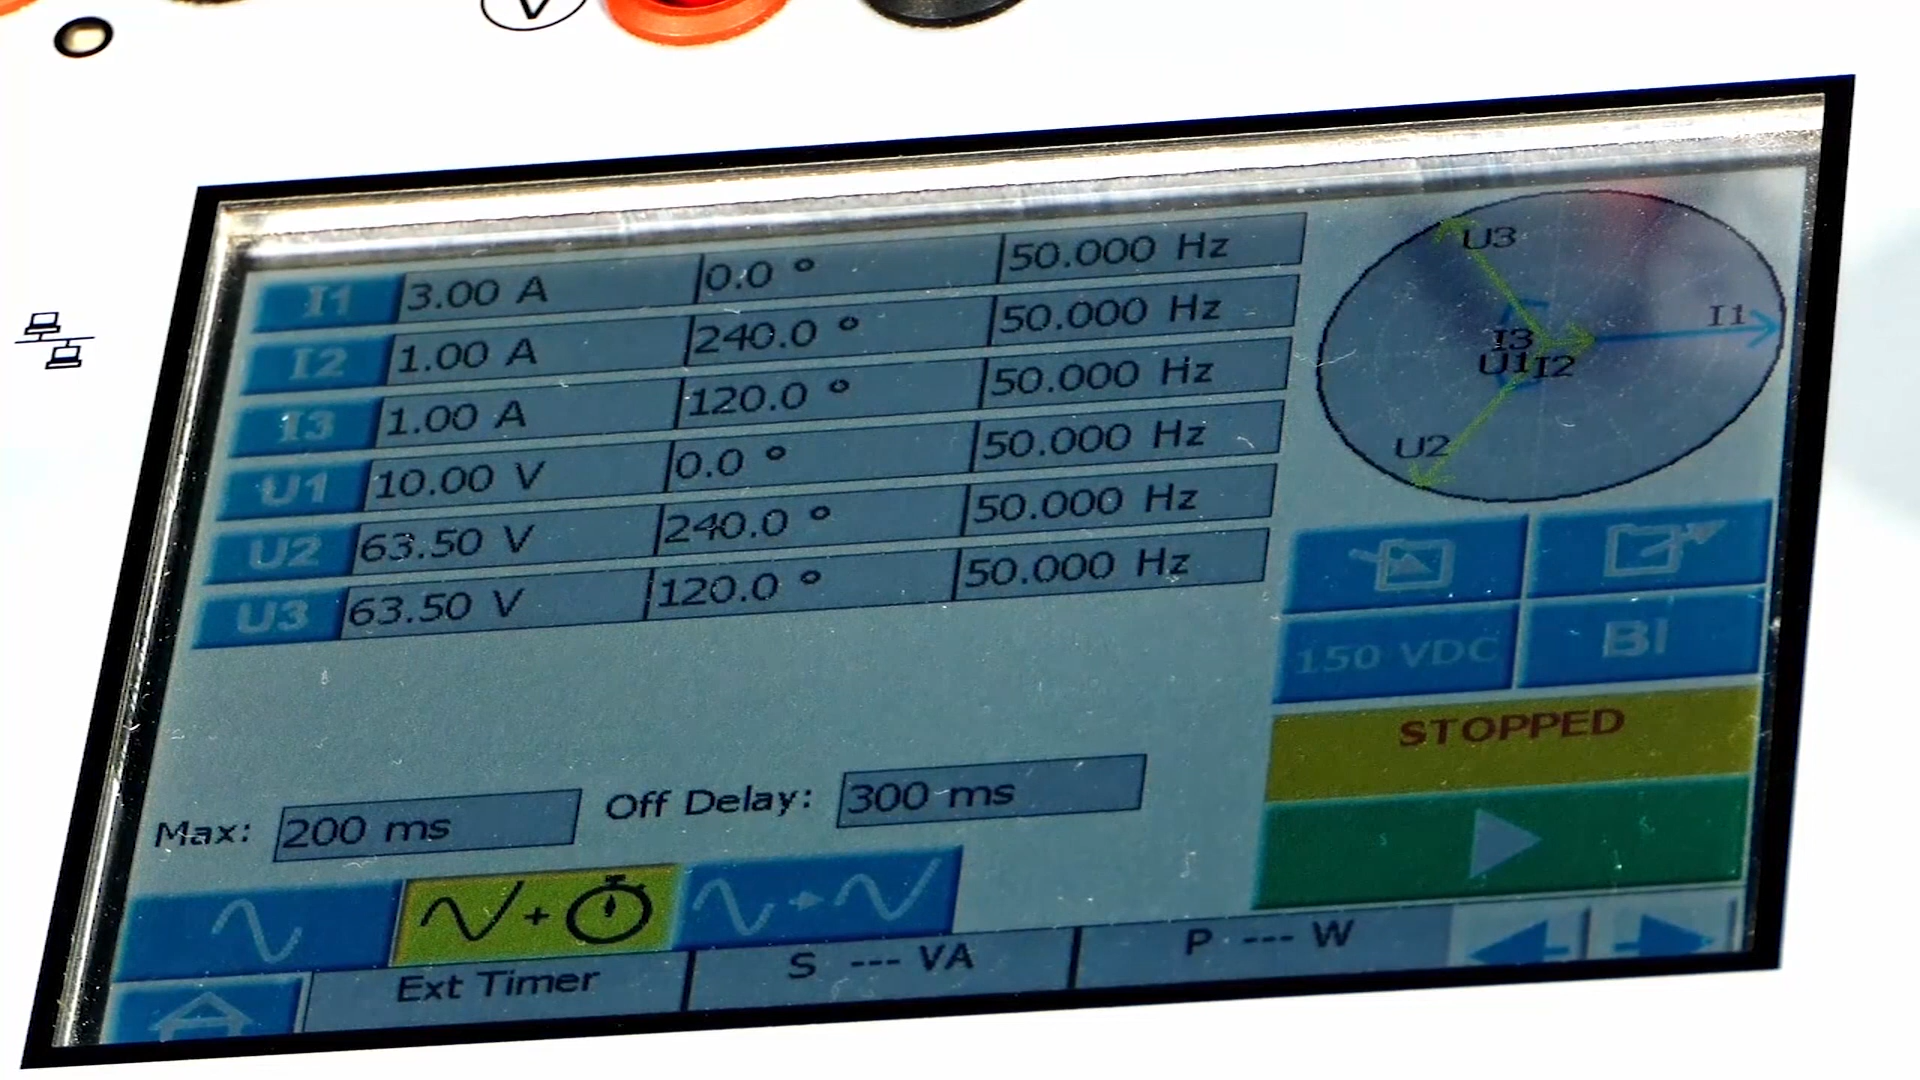 V
I1 3.00 A 0.0 ° 50.000 Hz
I2 1.00 A 240.0 ° 50.000 Hz
I3 1.00 A 120.0 ° 50.000 Hz
U1 10.00 V 0.0 ° 50.000 Hz
U2 63.50 V 240.0 ° 50.000 Hz
U3 63.50 V 120.0 ° 50.000 Hz
U3
I1
I3
U1 I2
U2
150 VDC BI
STOPPED
Max: 200 ms Off Delay: 300 ms
+
Ext Timer S --- VA P --- W